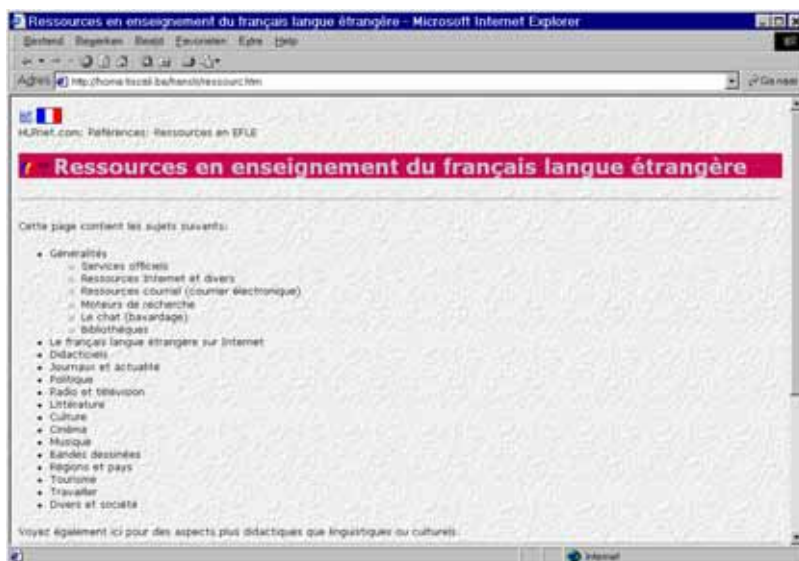 Ressources en enseignement du français langue étrangère - Microsoft Internet Explorer
Bestand Bewerken Beeld Favorieten Extra Help
Adres Ga naar
HLRnet.com: Références: Ressources en EFLE
Ressources en enseignement du français langue étrangère
Cette page contient les sujets suivants:
Généralités
Services officiels
Ressources Internet et divers
Ressources courriel (courrier électronique)
Moteurs de recherche
Le chat (bavardage)
Bibliothèques
Le français langue étrangère sur Internet
Didacticiels
Journaux et actualité
Politique
Radio et télévision
Littérature
Culture
Cinéma
Musique
Bandes dessinées
Régions et pays
Tourisme
Travailler
Divers et société
Voyez également ici pour des aspects plus didactiques que linguistiques ou culturels.
Internet